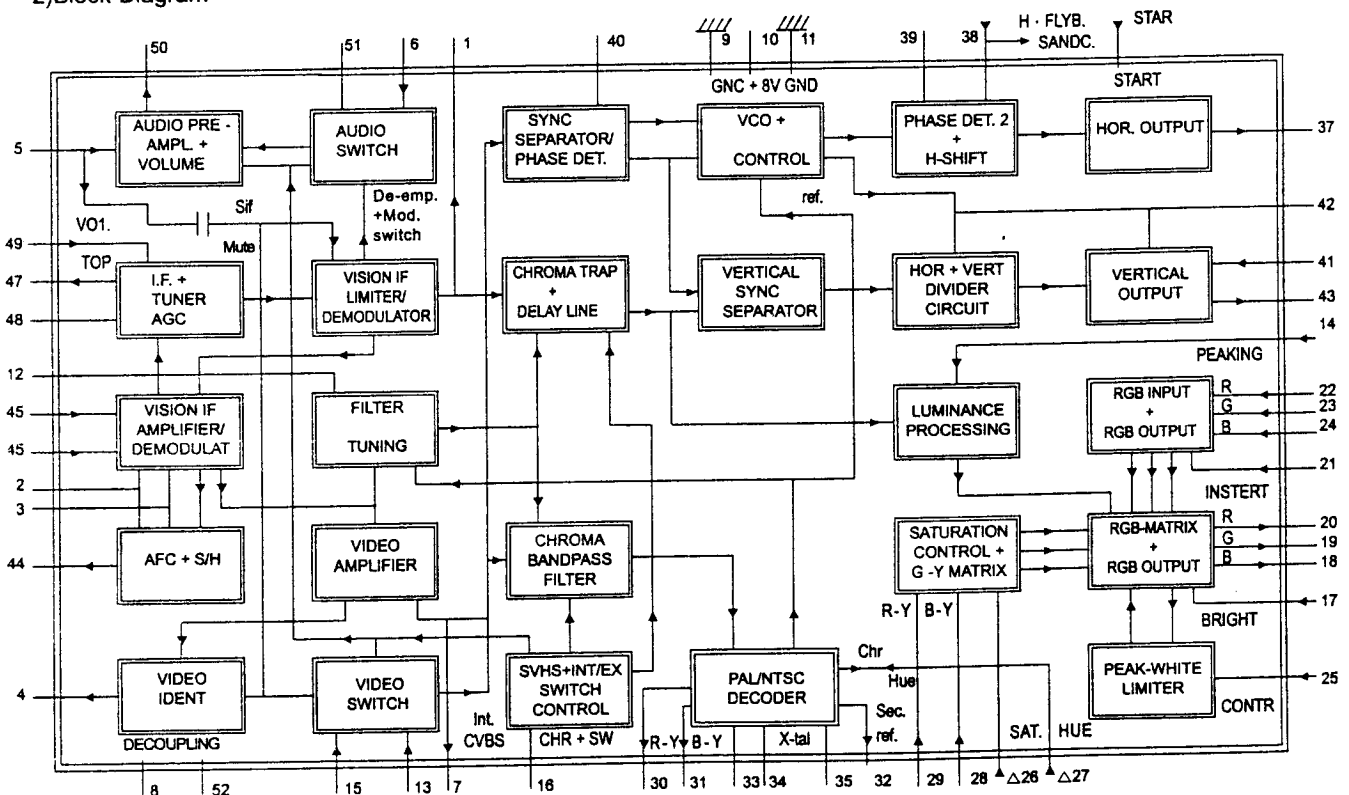 2)Block Diagram
50
51
6
1
40
9
10
11
39
38
H · FLYB.
SANDC.
STAR
GNC + 8V GND
START
AUDIO PRE -
AMPL. +
VOLUME
AUDIO
SWITCH
SYNC
SEPARATOR/
PHASE DET.
VCO +
CONTROL
PHASE DET. 2
+
H-SHIFT
HOR. OUTPUT
37
5
VO1.
Sif
Mute
De-emp.
+Mod.
switch
ref.
42
49
TOP
47
48
I.F. +
TUNER
AGC
VISION IF
LIMITER/
DEMODULATOR
CHROMA TRAP
+
DELAY LINE
VERTICAL
SYNC
SEPARATOR
HOR + VERT
DIVIDER
CIRCUIT
VERTICAL
OUTPUT
41
43
14
PEAKING
12
45
45
VISION IF
AMPLIFIER/
DEMODULAT
FILTER
TUNING
LUMINANCE
PROCESSING
RGB INPUT
+
RGB OUTPUT
R
G
B
22
23
24
21
INSTERT
2
3
44
AFC + S/H
VIDEO
AMPLIFIER
CHROMA
BANDPASS
FILTER
SATURATION
CONTROL +
G -Y MATRIX
RGB-MATRIX
+
RGB OUTPUT
R
G
B
20
19
18
17
BRIGHT
R-Y
B-Y
4
VIDEO
IDENT
VIDEO
SWITCH
SVHS+INT/EX
SWITCH
CONTROL
PAL/NTSC
DECODER
Chr
Hue
PEAK-WHITE
LIMITER
25
CONTR
DECOUPLING
Int.
CVBS
CHR + SW
R-Y
B-Y
X-tal
Sec.
ref.
SAT.
HUE
8
52
15
13
7
16
30
31
33
34
35
32
29
28
△26
△27